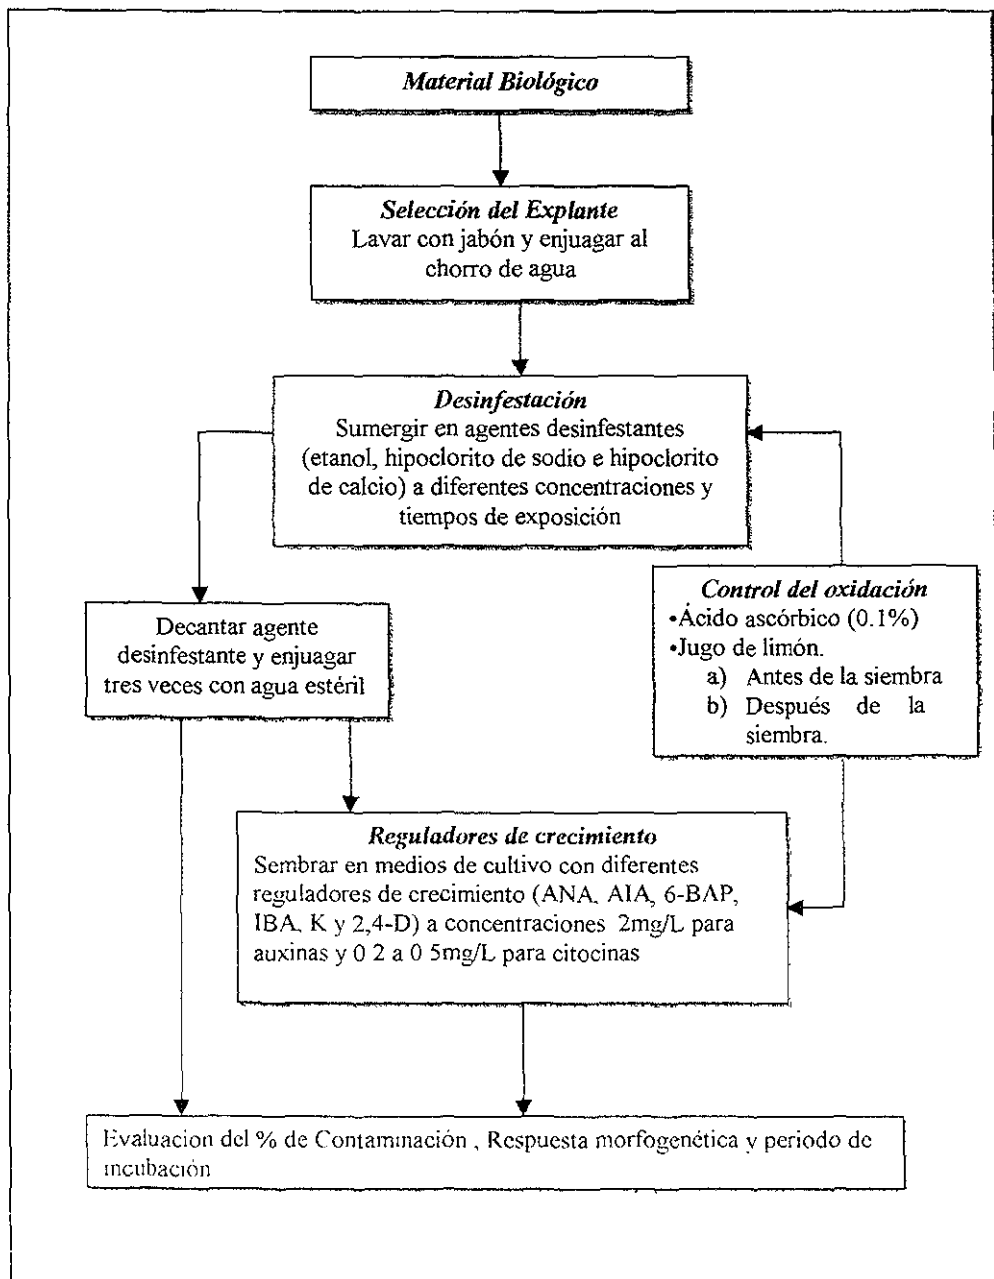 Material Biológico
Selección del Explante
Lavar con jabón y enjuagar al
chorro de agua
Desinfestación
Sumergir en agentes desinfestantes
(etanol, hipoclorito de sodio e hipoclorito
de calcio) a diferentes concentraciones y
tiempos de exposición
Control del oxidación
•Ácido ascórbico (0.1%)
•Jugo de limón.
a) Antes de la siembra
b) Después de la
siembra.
Decantar agente
desinfestante y enjuagar
tres veces con agua estéril
Reguladores de crecimiento
Sembrar en medios de cultivo con diferentes
reguladores de crecimiento (ANA, AIA, 6-BAP,
IBA, K y 2,4-D) a concentraciones 2mg/L para
auxinas y 0 2 a 0 5mg/L para citocinas
Evaluacion del % de Contaminación , Respuesta morfogenética y periodo de
incubación